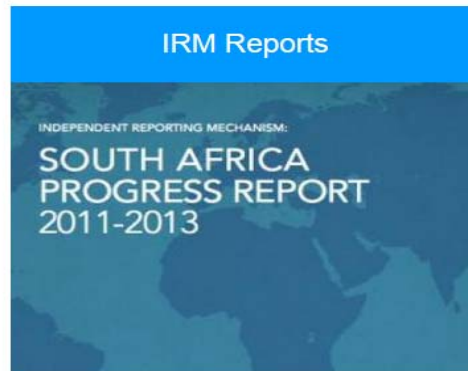 IRM Reports
INDEPENDENT REPORTING MECHANISM:
SOUTH AFRICA
PROGRESS REPORT
2011-2013